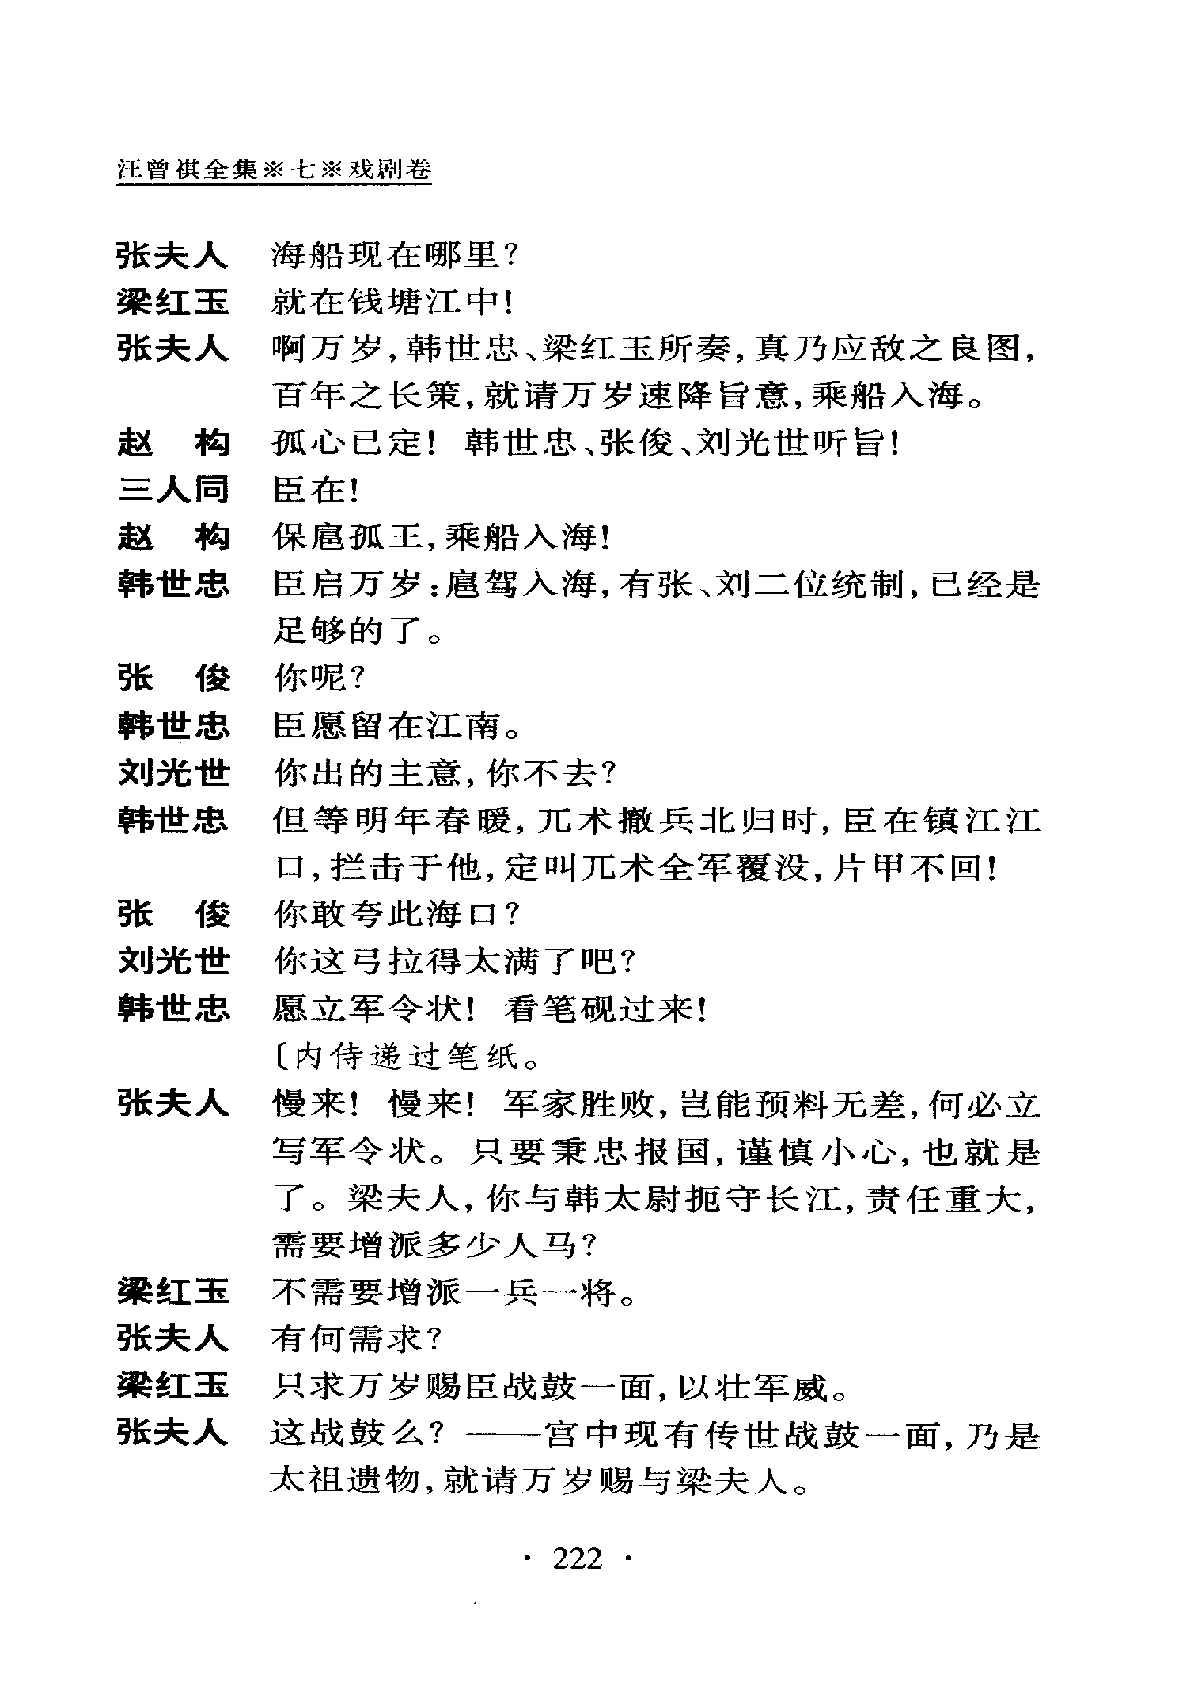 汪曾祺全集※七※戏剧卷
张夫人 海船现在哪里?
梁红玉 就在钱塘江中!
张夫人 啊万岁,韩世忠、梁红玉所奏,真乃应敌之良图,
百年之长策,就请万岁速降旨意,乘船入海。
赵 构 孤心已定! 韩世忠、张俊、刘光世听旨!
三人同 臣在!
赵 构 保扈孤王,乘船入海!
韩世忠 臣启万岁:扈驾入海,有张、刘二位统制,已经是
足够的了。
张 俊 你呢?
韩世忠 臣愿留在江南。
刘光世 你出的主意,你不去?
韩世忠 但等明年春暖,兀术撤兵北归时,臣在镇江江
口,拦击于他,定叫兀术全军覆没,片甲不回!
张 俊 你敢夸此海口?
刘光世 你这弓拉得太满了吧?
韩世忠 愿立军令状! 看笔砚过来!
〔内侍递过笔纸。
张夫人 慢来! 慢来! 军家胜败,岂能预料无差,何必立
写军令状。只要秉忠报国,谨慎小心,也就是
了。梁夫人,你与韩太尉扼守长江,责任重大,
需要增派多少人马?
梁红玉 不需要增派一兵一将。
张夫人 有何需求?
梁红玉 只求万岁赐臣战鼓一面,以壮军威。
张夫人 这战鼓么? ——宫中现有传世战鼓一面,乃是
太祖遗物,就请万岁赐与梁夫人。
· 222 ·